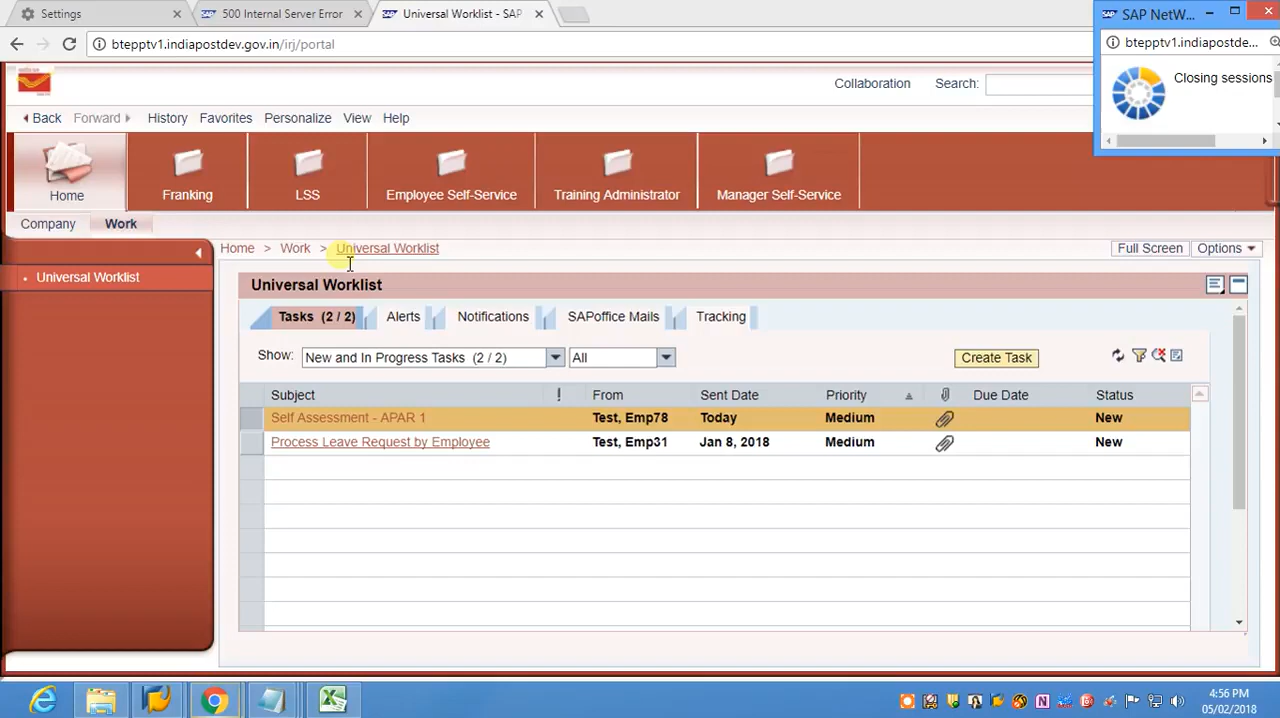 Settings
500 Internal Server Error
Universal Worklist - SAP
SAP NetW...
btepptv1.indiapostdev.gov.in/irj/portal
btepptv1.indiapostde...
Closing sessions
Collaboration Search:
Back Forward History Favorites Personalize View Help
Home Franking LSS Employee Self-Service Training Administrator Manager Self-Service
Company Work
Home > Work > Universal Worklist
Full Screen Options
Universal Worklist
Universal Worklist
Tasks (2 / 2) Alerts Notifications SAPoffice Mails Tracking
Show: New and In Progress Tasks (2 / 2) All Create Task
Subject ! From Sent Date Priority Due Date Status
Self Assessment - APAR 1 Test, Emp78 Today Medium New
Process Leave Request by Employee Test, Emp31 Jan 8, 2018 Medium New
4:56 PM
05/02/2018